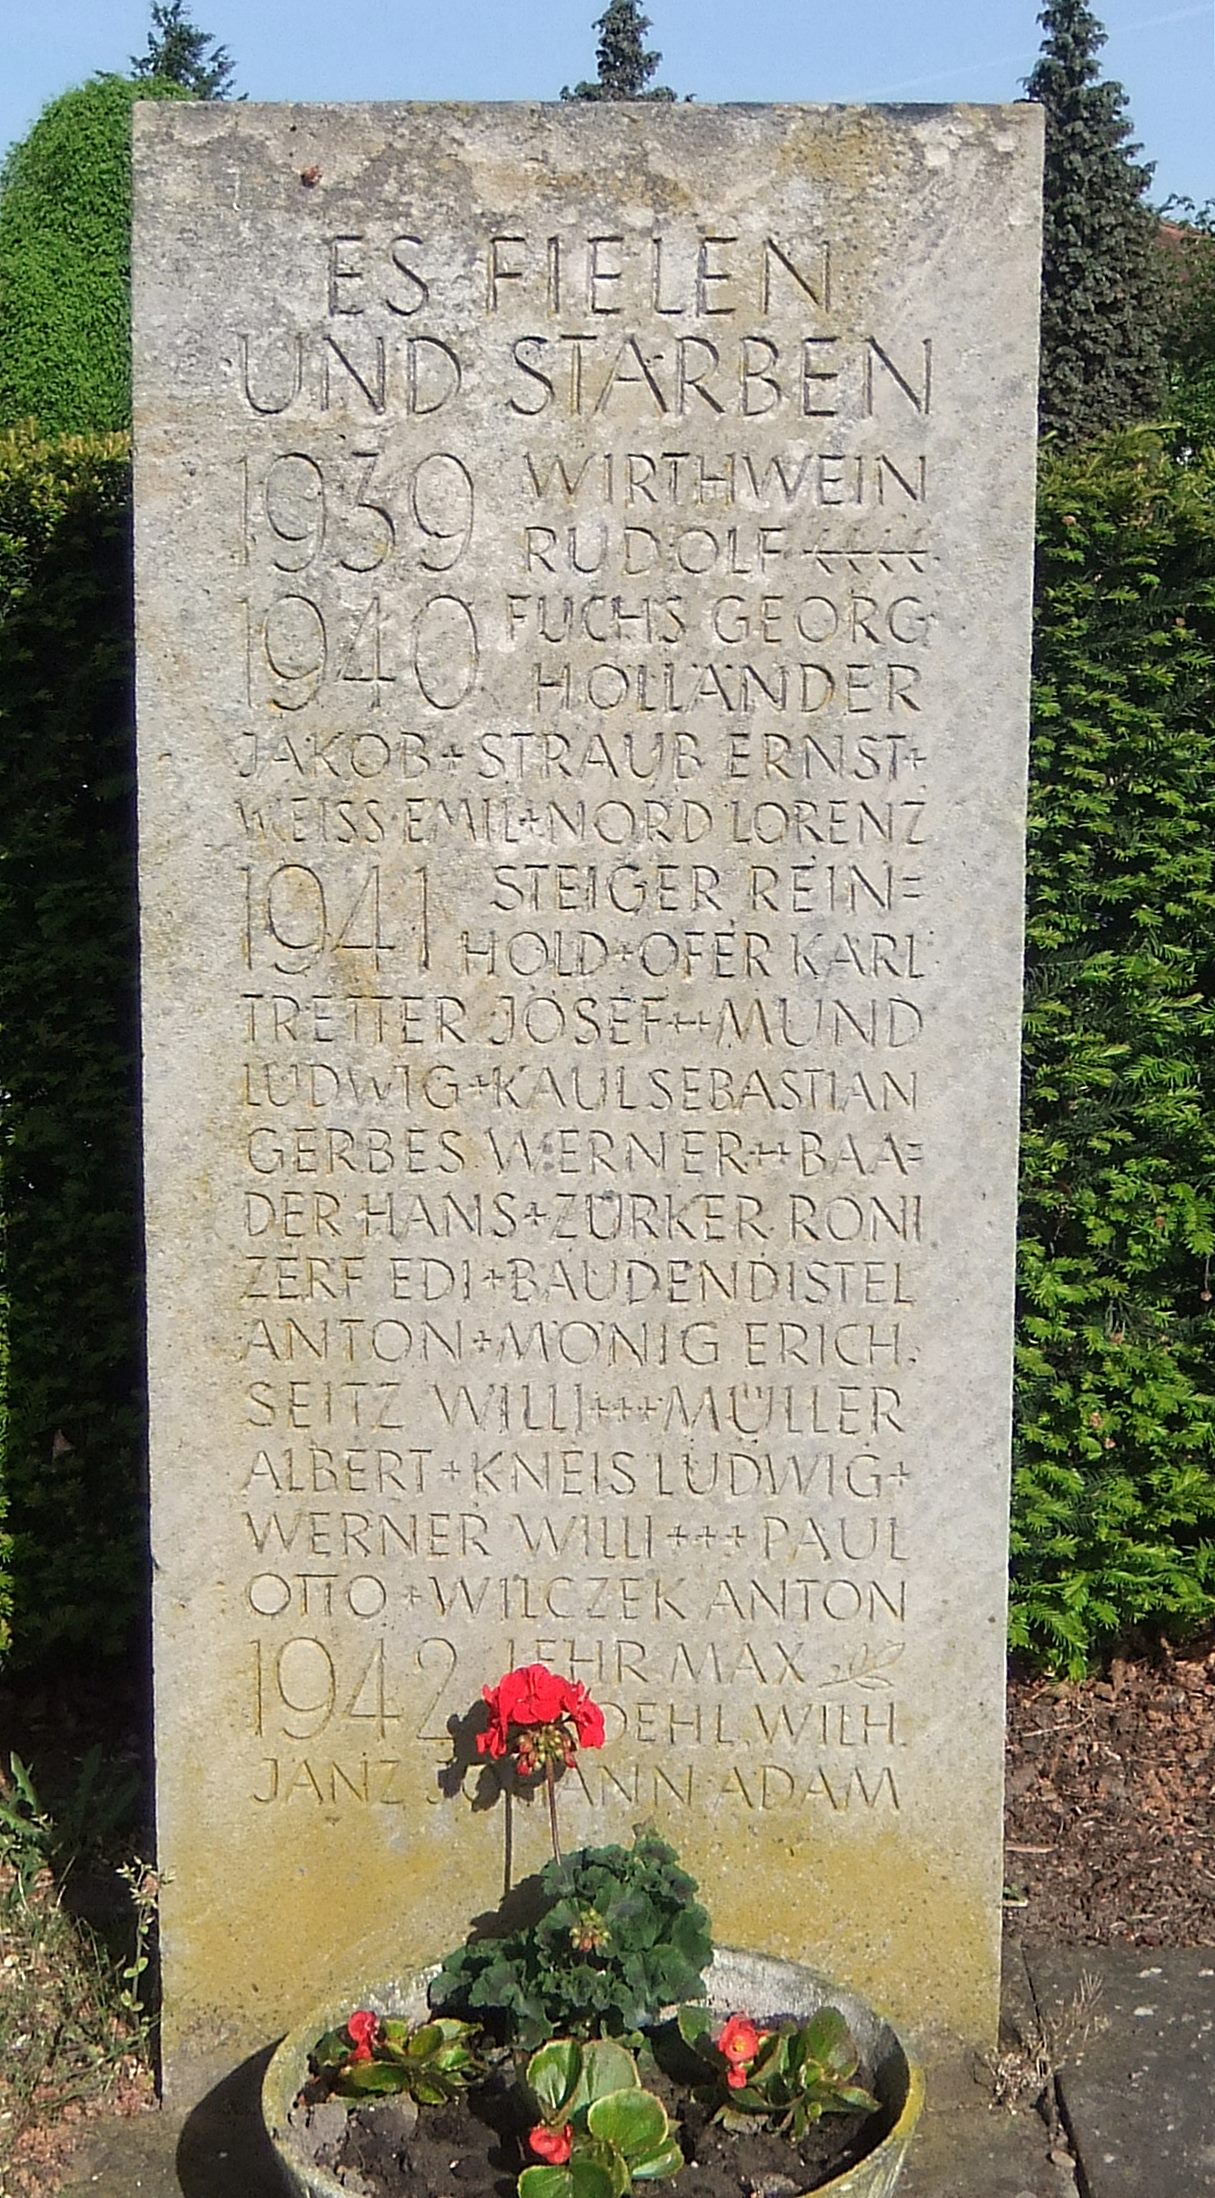 ES FIELEN
UND STARBEN
1939 WIRTHWEIN
RUDOLF
1940 FUCHS GEORG
HOLLÄNDER
JAKOB + STRAUB ERNST +
WEISS EMIL + NORD LORENZ
1941 STEIGER REIN=
HOLD + OFER KARL
TRETTER JOSEF ++ MUND
LUDWIG + KAUL SEBASTIAN
GERBES WERNER ++ BAA=
DER HANS + ZÜRKER RONI
ZERF EDI + BAUDENDISTEL
ANTON + MÖNIG ERICH
SEITZ WILLI +++ MÜLLER
ALBERT + KNEIS LUDWIG +
WERNER WILLI +++ PAUL
OTTO + WILCZEK ANTON
1942 LEHR MAX
WILH.
JANZ JOHANN ADAM